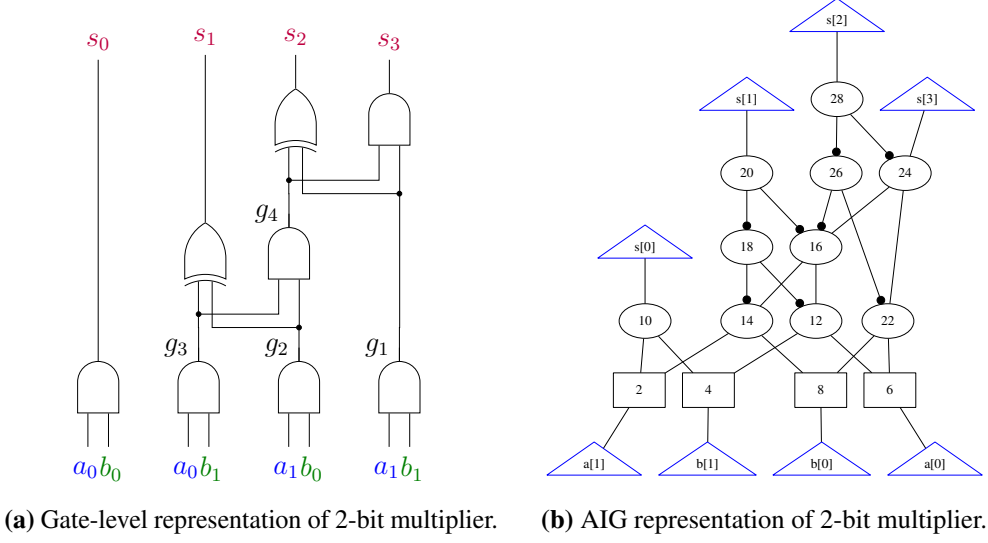 s₀ s₁ s₂ s₃
g₄
g₃ g₂ g₁
a₀b₀ a₀b₁ a₁b₀ a₁b₁
(a) Gate-level representation of 2-bit multiplier.
s[2]
28
s[1] s[3]
20 26 24
s[0] 18 16
10 14 12 22
2 4 8 6
a[1] b[1] b[0] a[0]
(b) AIG representation of 2-bit multiplier.